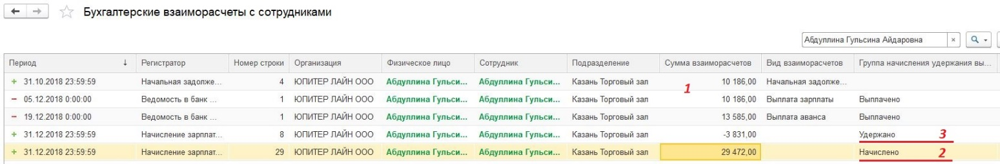 Бухгалтерские взаиморасчеты с сотрудниками
Абдуллина Гульсина Айдаровна
Период Регистратор Номер строки Организация Физическое лицо Сотрудник Подразделение Сумма взаиморасчетов Вид взаиморасчетов Группа начисления удержания вы...
+ 31.10.2018 23:59:59 Начальная задолже... 4 ЮПИТЕР ЛАЙН ООО Абдуллина Гульси... Абдуллина Гульси... Казань Торговый зал 1 10 186,00 Начальная задолже...
- 05.12.2018 0:00:00 Ведомость в банк ... 1 ЮПИТЕР ЛАЙН ООО Абдуллина Гульси... Абдуллина Гульси... Казань Торговый зал 10 186,00 Выплата зарплаты Выплачено
- 19.12.2018 0:00:00 Ведомость в банк ... 1 ЮПИТЕР ЛАЙН ООО Абдуллина Гульси... Абдуллина Гульси... Казань Торговый зал 13 585,00 Выплата аванса Выплачено
+ 31.12.2018 23:59:59 Начисление зарплат... 8 ЮПИТЕР ЛАЙН ООО Абдуллина Гульси... Абдуллина Гульси... Казань Торговый зал -3 831,00 Удержано 3
+ 31.12.2018 23:59:59 Начисление зарплат... 29 ЮПИТЕР ЛАЙН ООО Абдуллина Гульси... Абдуллина Гульси... Казань Торговый зал 29 472,00 Начислено 2